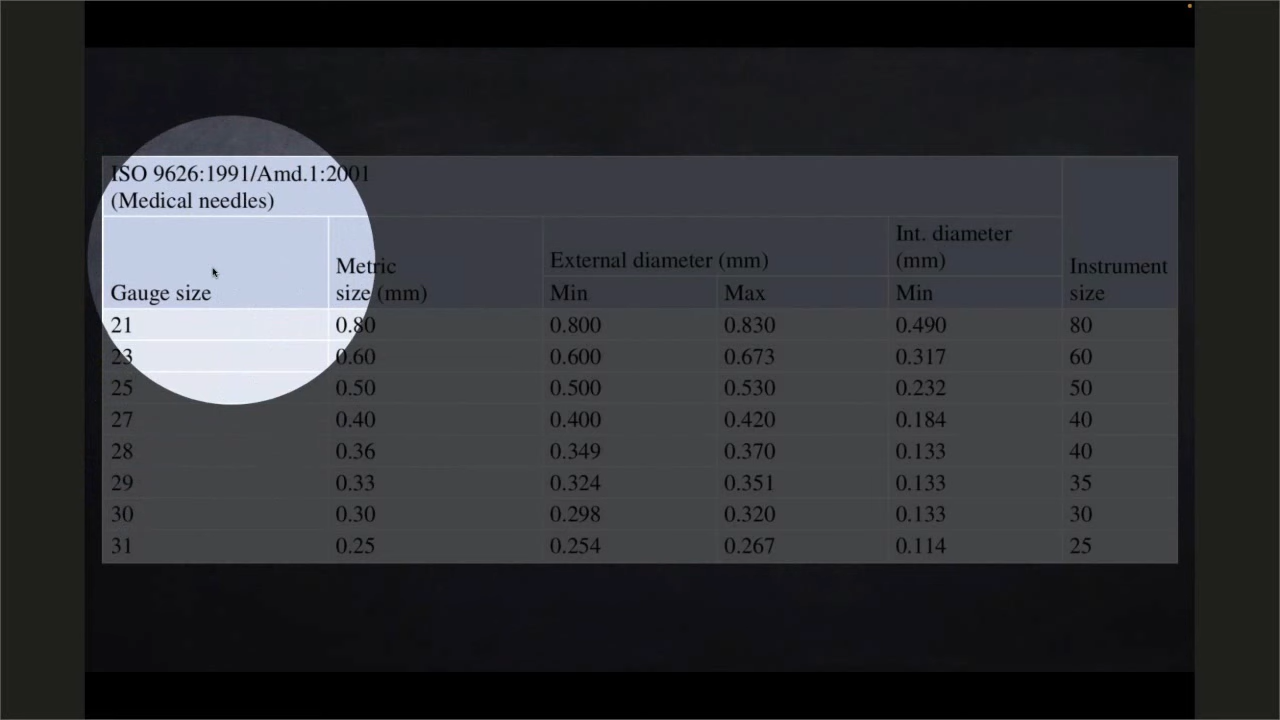 ISO 9626:1991/Amd.1:2001
(Medical needles)
Gauge size
Metric
size (mm)
External diameter (mm)
Min
Max
Int. diameter
(mm)
Min
Instrument
size
21 0.80 0.800 0.830 0.490 80
23 0.60 0.600 0.673 0.317 60
25 0.50 0.500 0.530 0.232 50
27 0.40 0.400 0.420 0.184 40
28 0.36 0.349 0.370 0.133 40
29 0.33 0.324 0.351 0.133 35
30 0.30 0.298 0.320 0.133 30
31 0.25 0.254 0.267 0.114 25